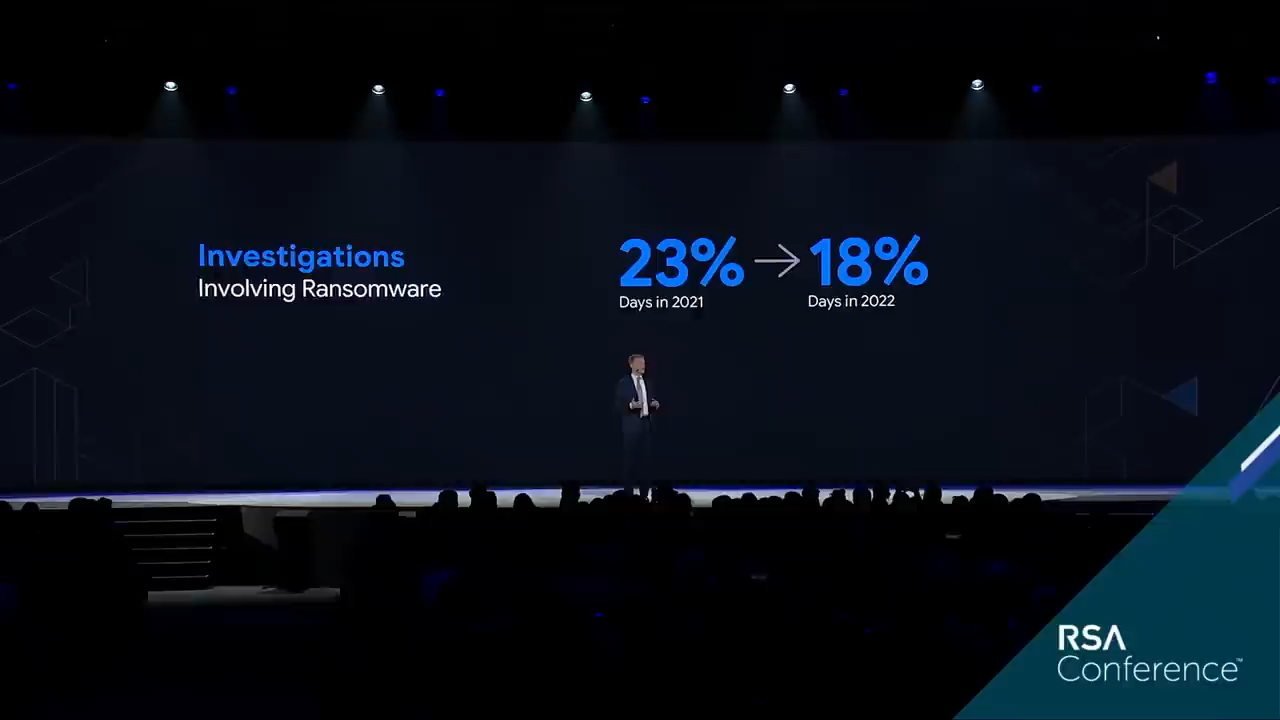 Investigations
Involving Ransomware
23% → 18%
Days in 2021
Days in 2022
RSA
Conference™